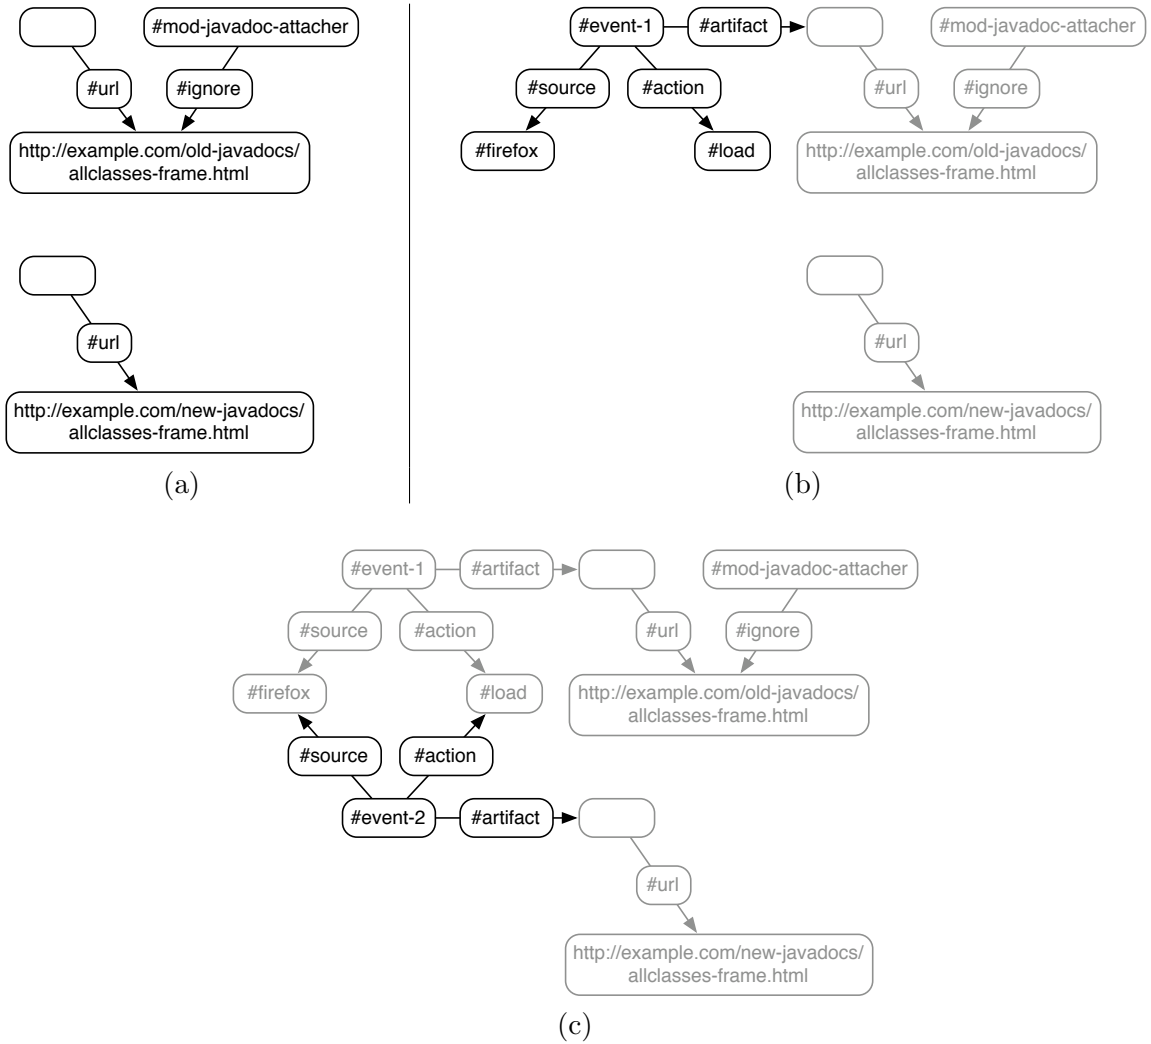 #mod-javadoc-attacher
#url
#ignore
http://example.com/old-javadocs/
allclasses-frame.html
#url
http://example.com/new-javadocs/
allclasses-frame.html
(a)
#event-1
#artifact
#mod-javadoc-attacher
#source
#action
#url
#ignore
#firefox
#load
http://example.com/old-javadocs/
allclasses-frame.html
#url
http://example.com/new-javadocs/
allclasses-frame.html
(b)
#event-1
#artifact
#mod-javadoc-attacher
#source
#action
#url
#ignore
#firefox
#load
http://example.com/old-javadocs/
allclasses-frame.html
#source
#action
#event-2
#artifact
#url
http://example.com/new-javadocs/
allclasses-frame.html
(c)